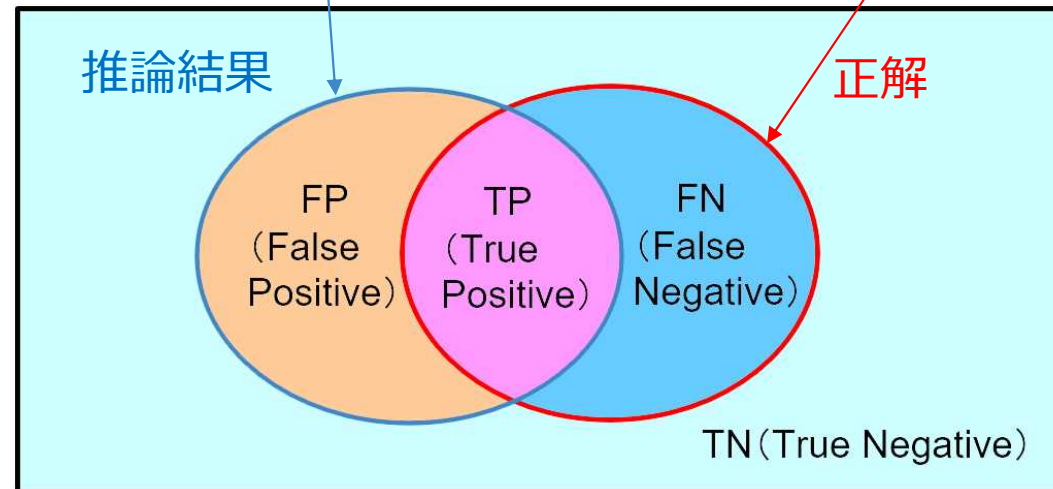 推論結果
正解
FP
（False
Positive）
TP
（True
Positive）
FN
（False
Negative）
TN（True Negative）